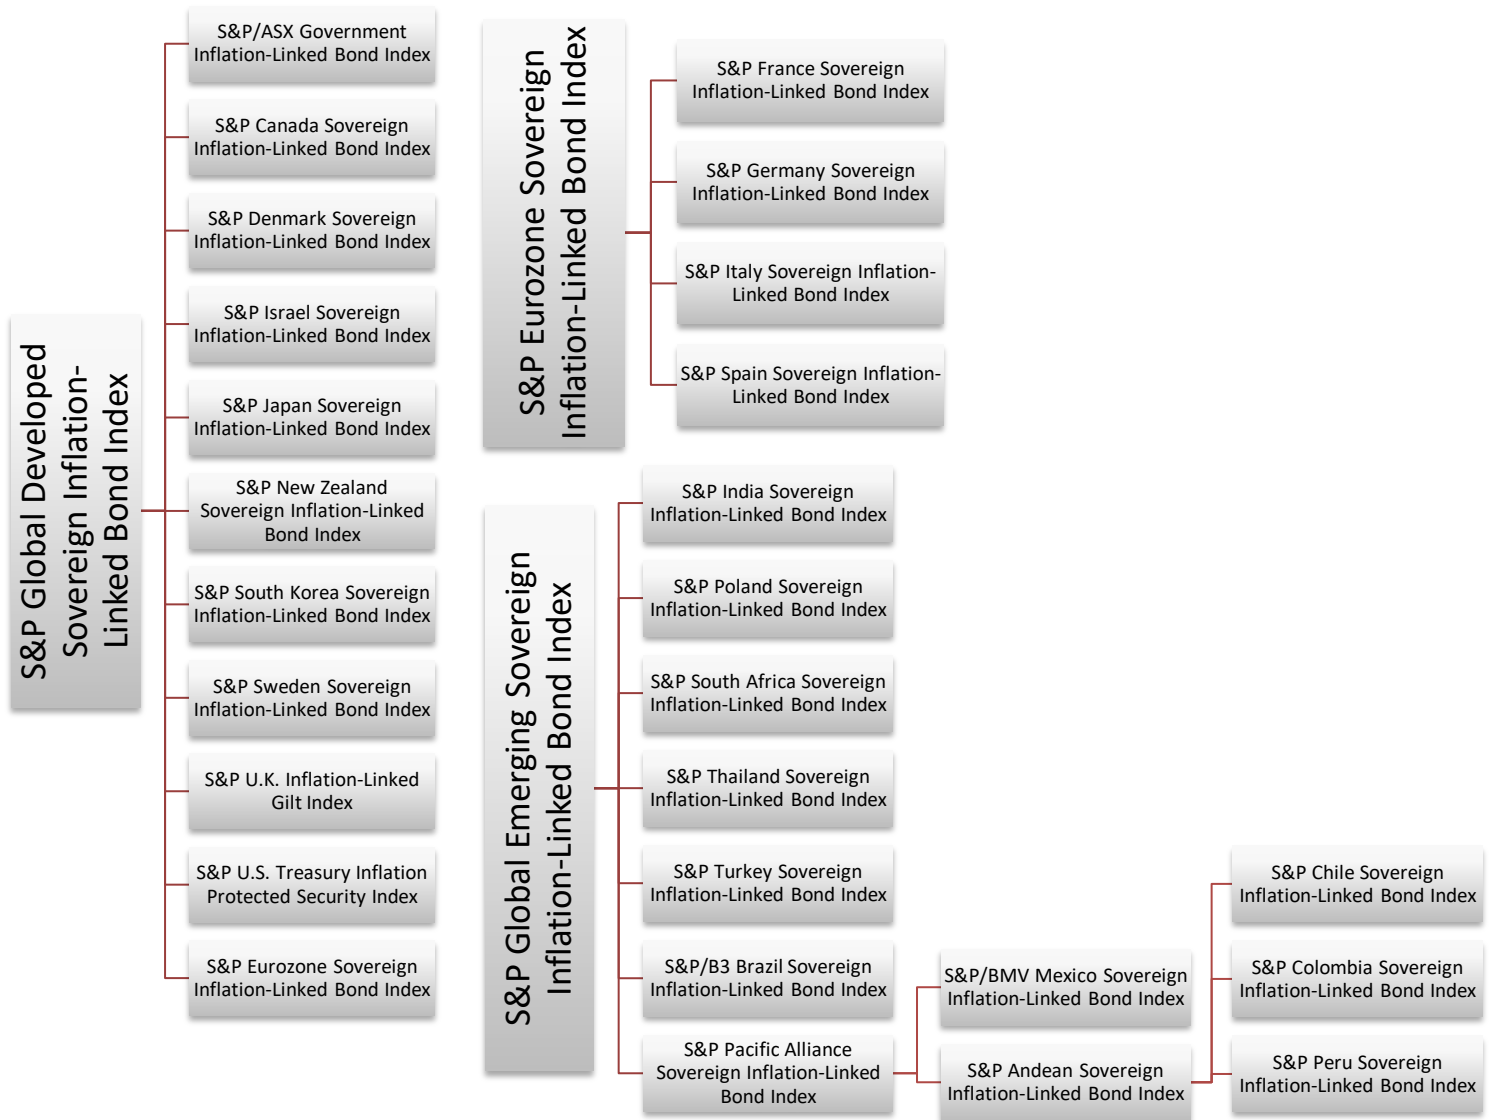 S&P Global Developed
Sovereign Inflation-
Linked Bond Index
S&P/ASX Government
Inflation-Linked Bond Index
S&P Canada Sovereign
Inflation-Linked Bond Index
S&P Denmark Sovereign
Inflation-Linked Bond Index
S&P Israel Sovereign
Inflation-Linked Bond Index
S&P Japan Sovereign
Inflation-Linked Bond Index
S&P New Zealand
Sovereign Inflation-Linked
Bond Index
S&P South Korea Sovereign
Inflation-Linked Bond Index
S&P Sweden Sovereign
Inflation-Linked Bond Index
S&P U.K. Inflation-Linked
Gilt Index
S&P U.S. Treasury Inflation
Protected Security Index
S&P Eurozone Sovereign
Inflation-Linked Bond Index
S&P Eurozone Sovereign
Inflation-Linked Bond Index
S&P France Sovereign
Inflation-Linked Bond Index
S&P Germany Sovereign
Inflation-Linked Bond Index
S&P Italy Sovereign Inflation-
Linked Bond Index
S&P Spain Sovereign Inflation-
Linked Bond Index
S&P Global Emerging Sovereign
Inflation-Linked Bond Index
S&P India Sovereign
Inflation-Linked Bond Index
S&P Poland Sovereign
Inflation-Linked Bond Index
S&P South Africa Sovereign
Inflation-Linked Bond Index
S&P Thailand Sovereign
Inflation-Linked Bond Index
S&P Turkey Sovereign
Inflation-Linked Bond Index
S&P/B3 Brazil Sovereign
Inflation-Linked Bond Index
S&P Pacific Alliance
Sovereign Inflation-Linked
Bond Index
S&P/BMV Mexico Sovereign
Inflation-Linked Bond Index
S&P Andean Sovereign
Inflation-Linked Bond Index
S&P Chile Sovereign
Inflation-Linked Bond Index
S&P Colombia Sovereign
Inflation-Linked Bond Index
S&P Peru Sovereign
Inflation-Linked Bond Index